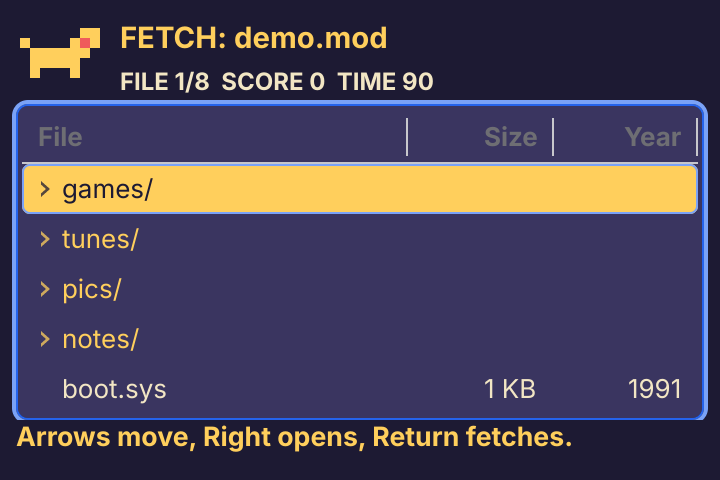 FETCH: demo.mod
FILE 1/8 SCORE 0 TIME 90
File Size Year
> games/
> tunes/
> pics/
> notes/
boot.sys 1 KB 1991
Arrows move, Right opens, Return fetches.